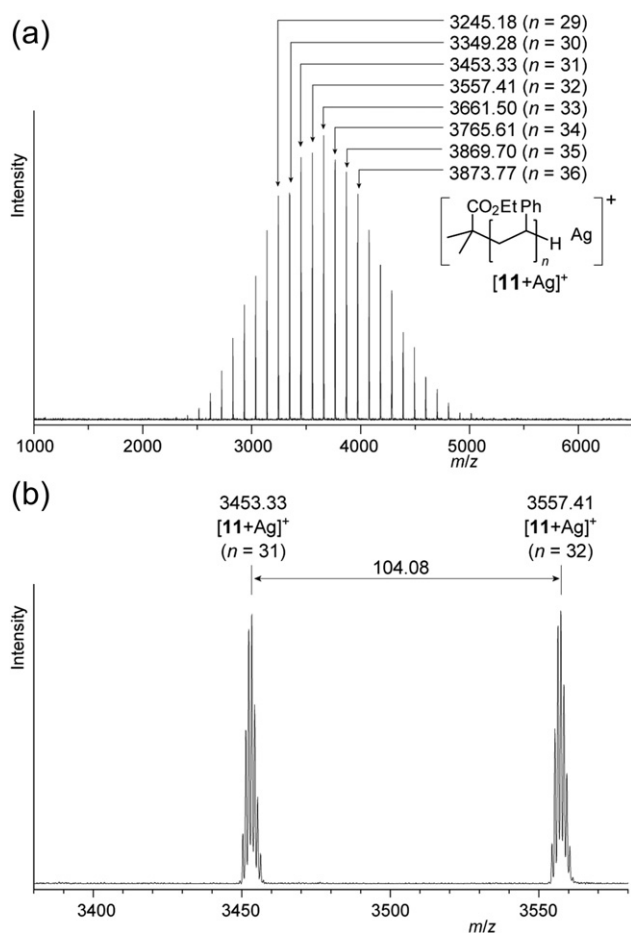 (a)
3245.18 (n = 29)
3349.28 (n = 30)
3453.33 (n = 31)
3557.41 (n = 32)
3661.50 (n = 33)
3765.61 (n = 34)
3869.70 (n = 35)
3873.77 (n = 36)
Intensity
CO2EtPh
+
H Ag
n
[11+Ag]+
1000 2000 3000 4000 5000 6000
m/z
(b)
3453.33 3557.41
[11+Ag]+ [11+Ag]+
(n = 31) (n = 32)
104.08
Intensity
3400 3450 3500 3550
m/z